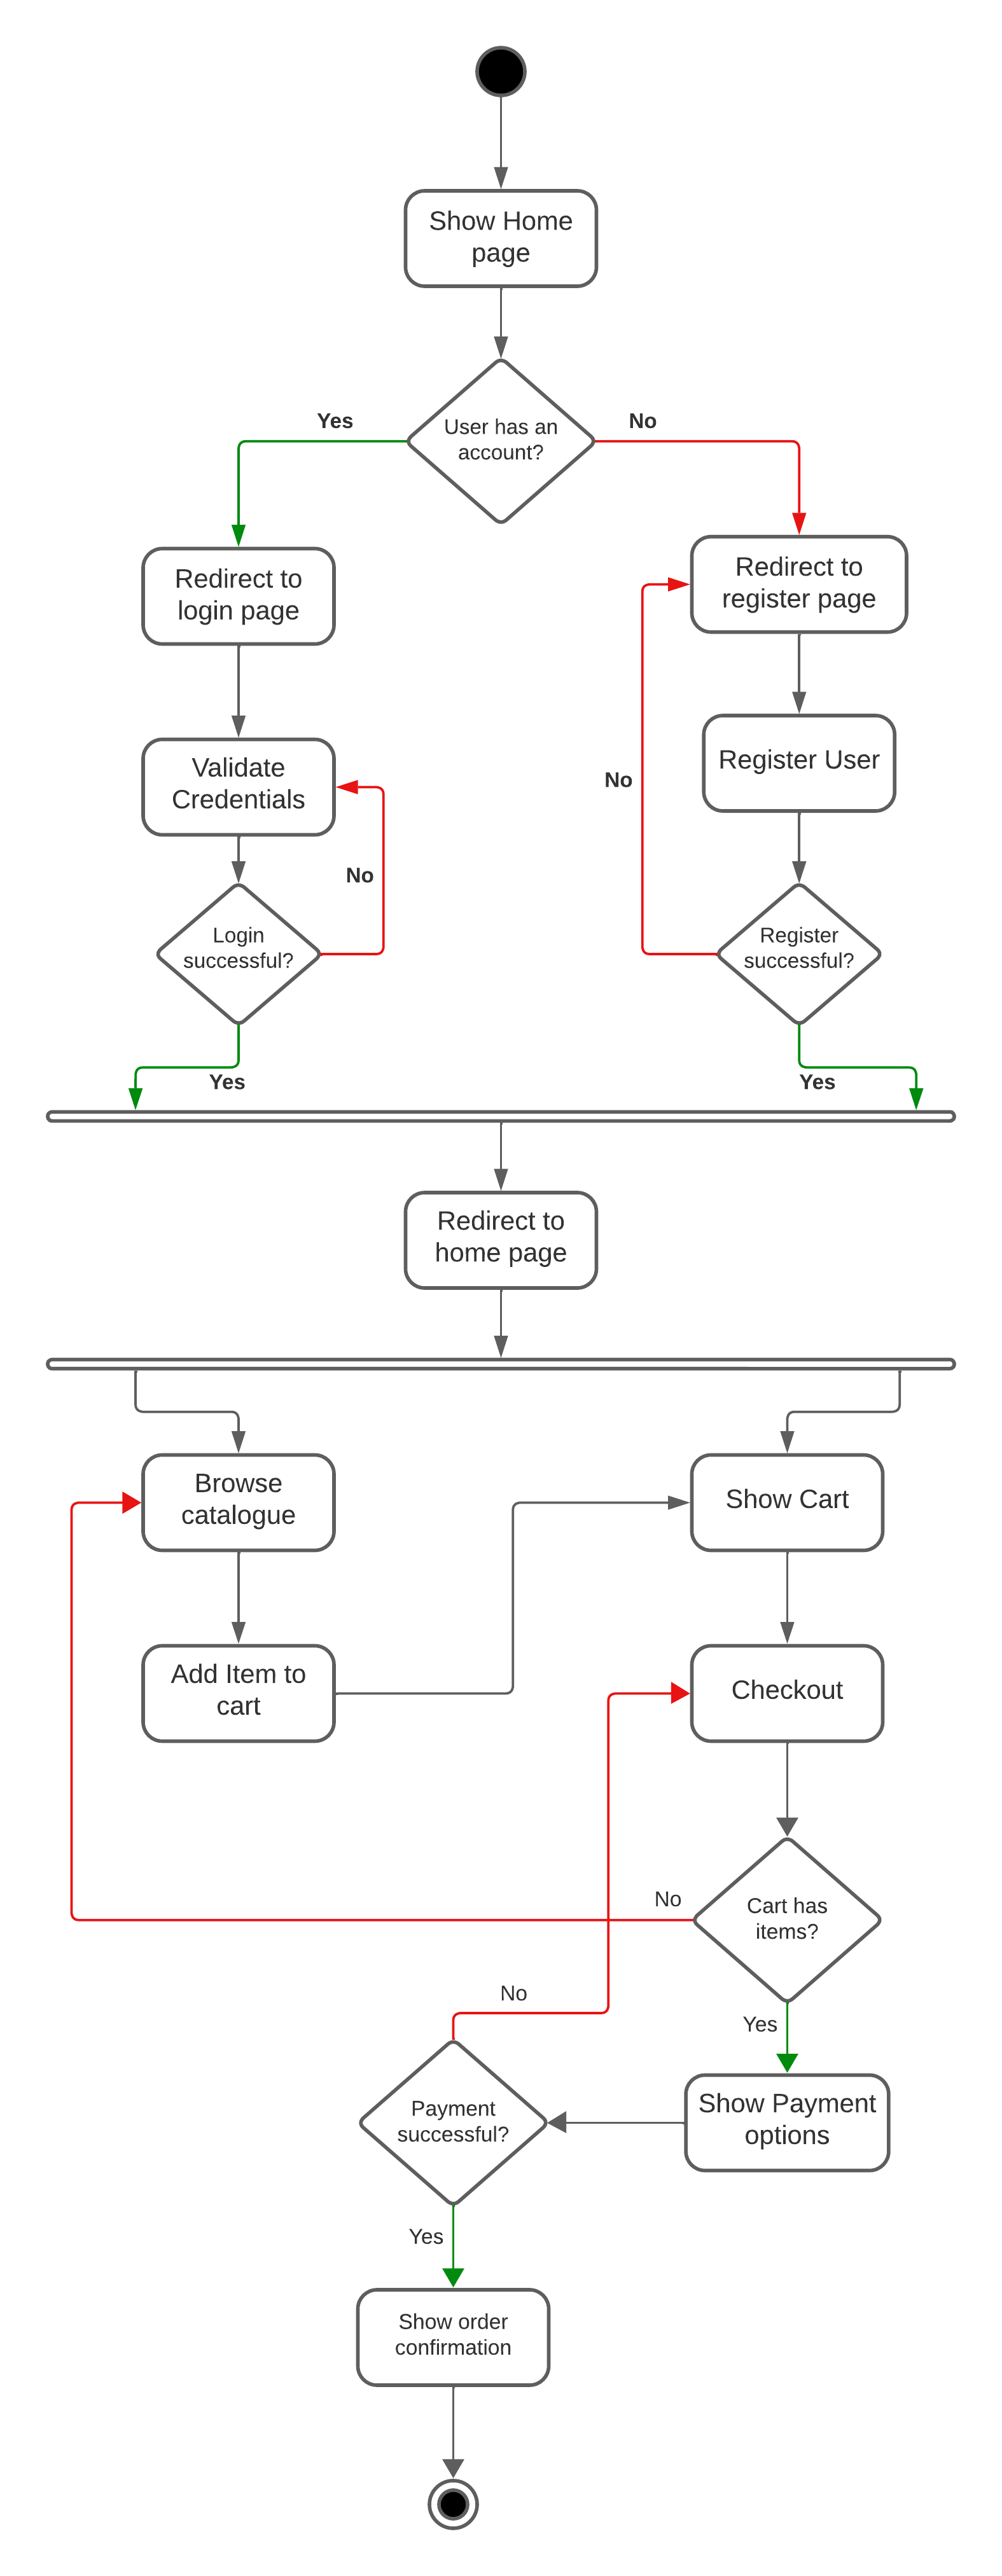 Show Home
page
User has an
account?
Yes
No
Redirect to
login page
Redirect to
register page
Validate
Credentials
Register User
No
No
Login
successful?
Register
successful?
Yes
Yes
Redirect to
home page
Browse
catalogue
Show Cart
Add Item to
cart
Checkout
No
Cart has
items?
No
Yes
Payment
successful?
Show Payment
options
Yes
Show order
confirmation